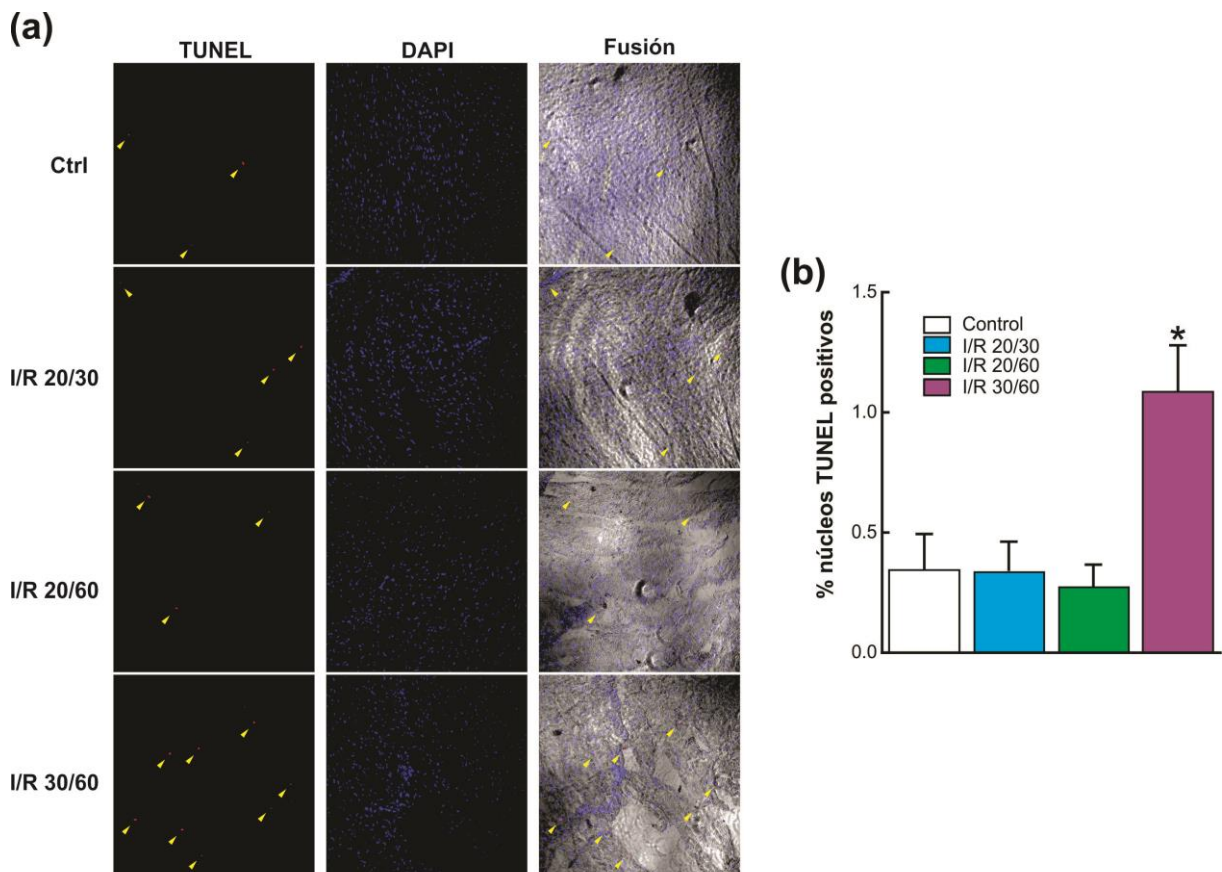 (a)
TUNEL DAPI Fusión
Ctrl
I/R 20/30
I/R 20/60
I/R 30/60
(b)
% núcleos TUNEL positivos
1.5
1.0
0.5
0.0
Control
I/R 20/30
I/R 20/60
I/R 30/60
*